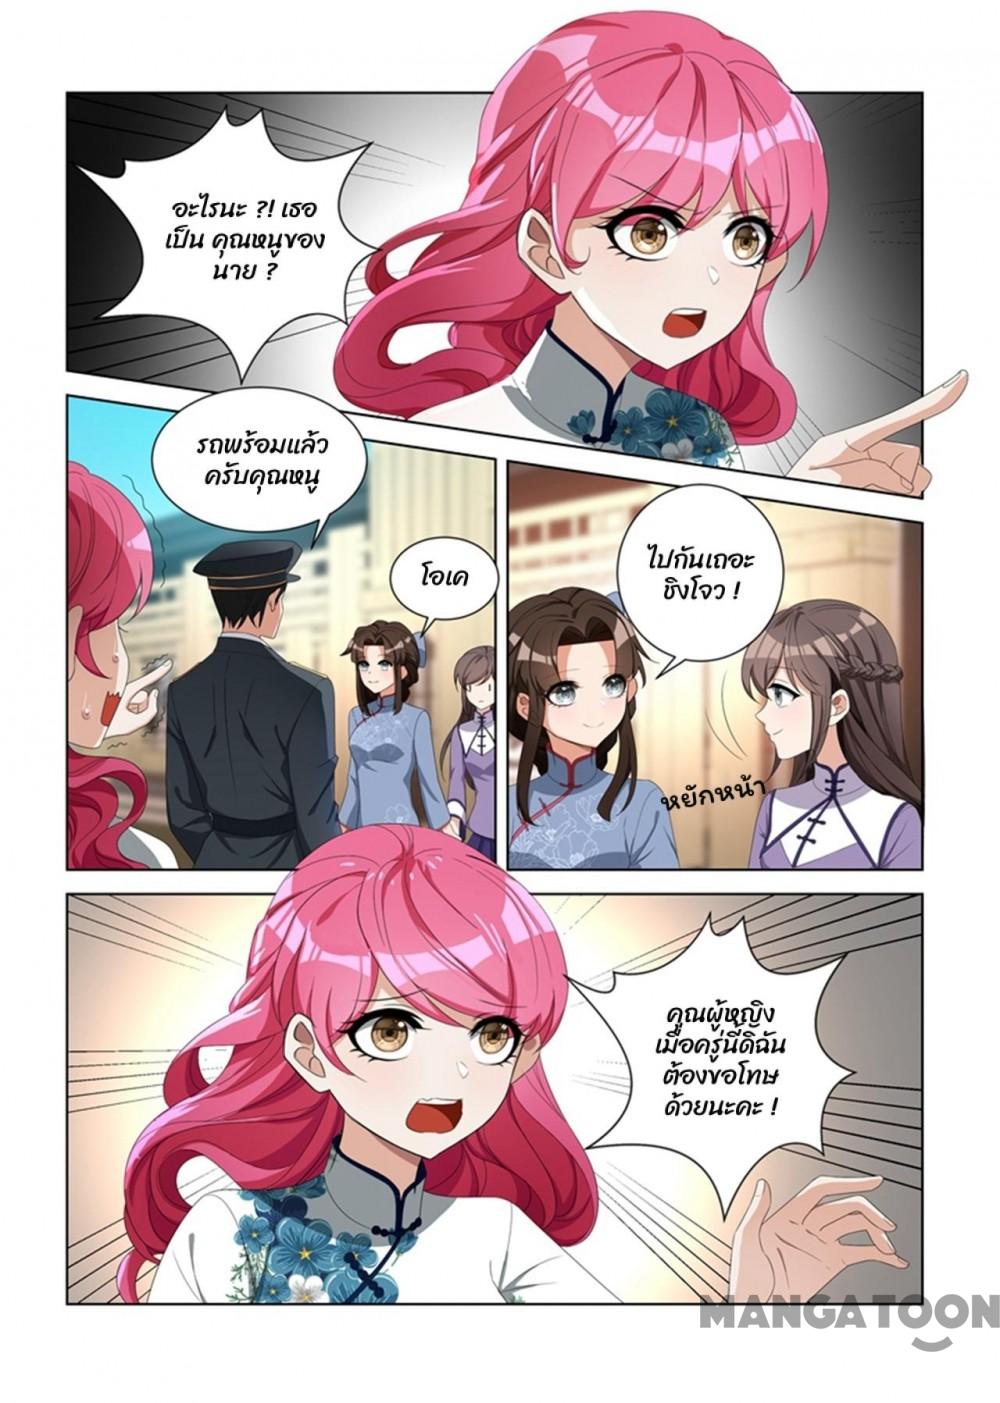 อะไรนะ ?! เธอ
เป็น คุณหนูของ
นาย ?
รถพร้อมแล้ว
ครับคุณหนู
โอเค
ไปกันเถอะ
ชิงโจว !
หยักหน้า
คุณผู้หญิง
เมื่อครู่นี้ดิฉัน
ต้องขอโทษ
ด้วยนะคะ !
MANGATOON